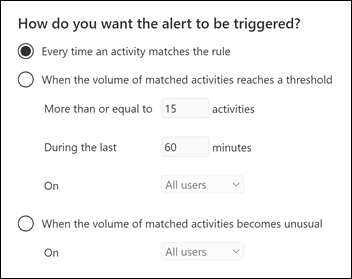 How do you want the alert to be triggered?
Every time an activity matches the rule
When the volume of matched activities reaches a threshold
More than or equal to 15 activities
During the last 60 minutes
On All users
When the volume of matched activities becomes unusual
On All users